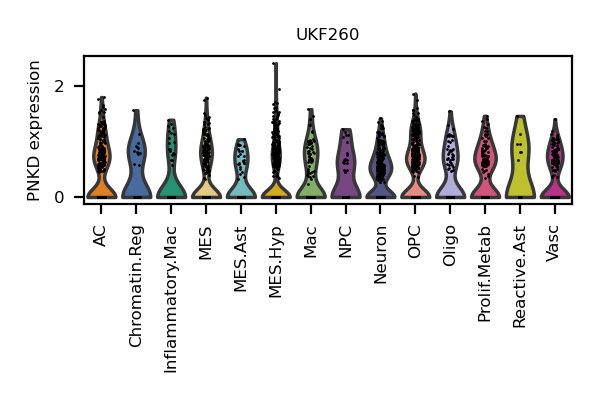 UKF260
PNKD expression
2
0
AC
Chromatin.Reg
Inflammatory.Mac
MES
MES.Ast
MES.Hyp
Mac
NPC
Neuron
OPC
Oligo
Prolif.Metab
Reactive.Ast
Vasc